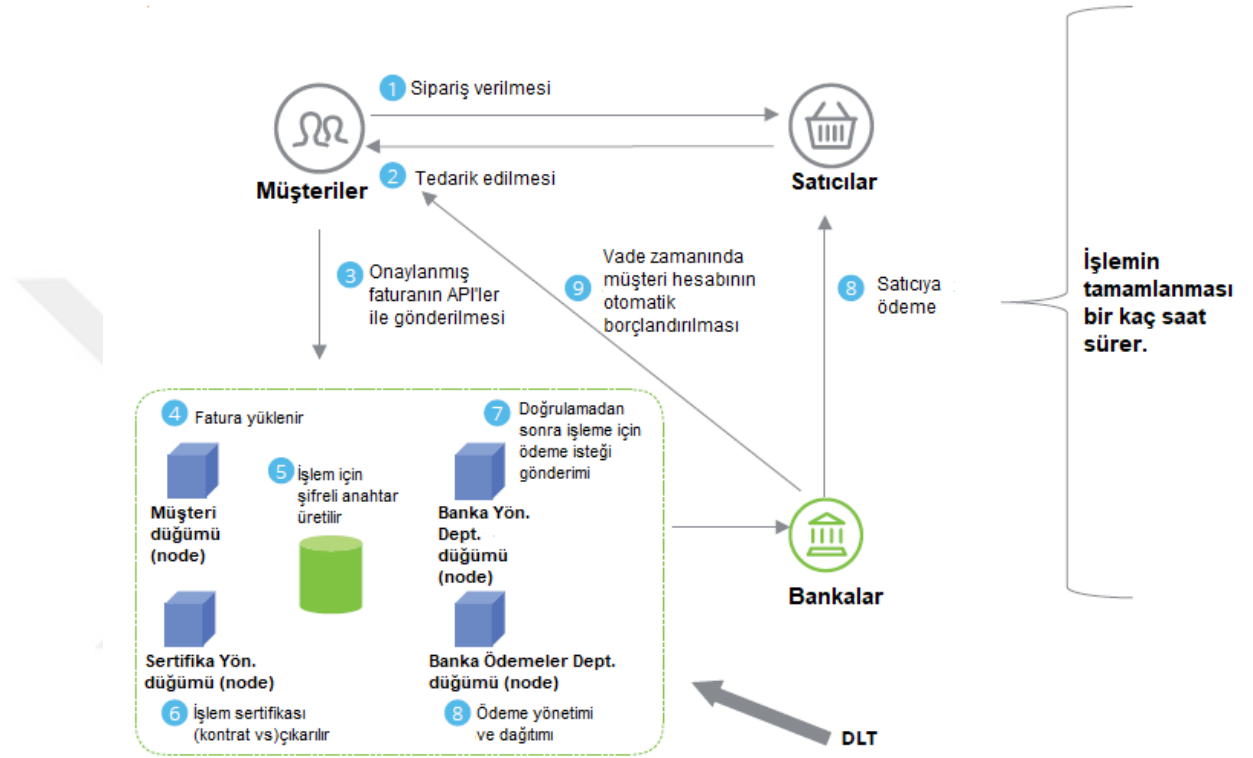 1 Sipariş verilmesi
Müşteriler
2 Tedarik edilmesi
Satıcılar
3 Onaylanmış
faturanın API'ler
ile gönderilmesi
9 Vade zamanında
müşteri hesabının
otomatik
borçlandırılması
8 Satıcıya
ödeme
İşlemin
tamamlanması
bir kaç saat
sürer.
4 Fatura yüklenir
Müşteri
düğümü
(node)
5 İşlem için
şifreli anahtar
üretilir
7 Doğrulamadan
sonra işleme için
ödeme isteği
gönderimi
Banka Yön.
Dept.
düğümü
(node)
Bankalar
Sertifika Yön.
düğümü (node)
6 İşlem sertifikası
(kontrat vs)çıkarılır
Banka Ödemeler Dept.
düğümü (node)
8 Ödeme yönetimi
ve dağıtımı
DLT